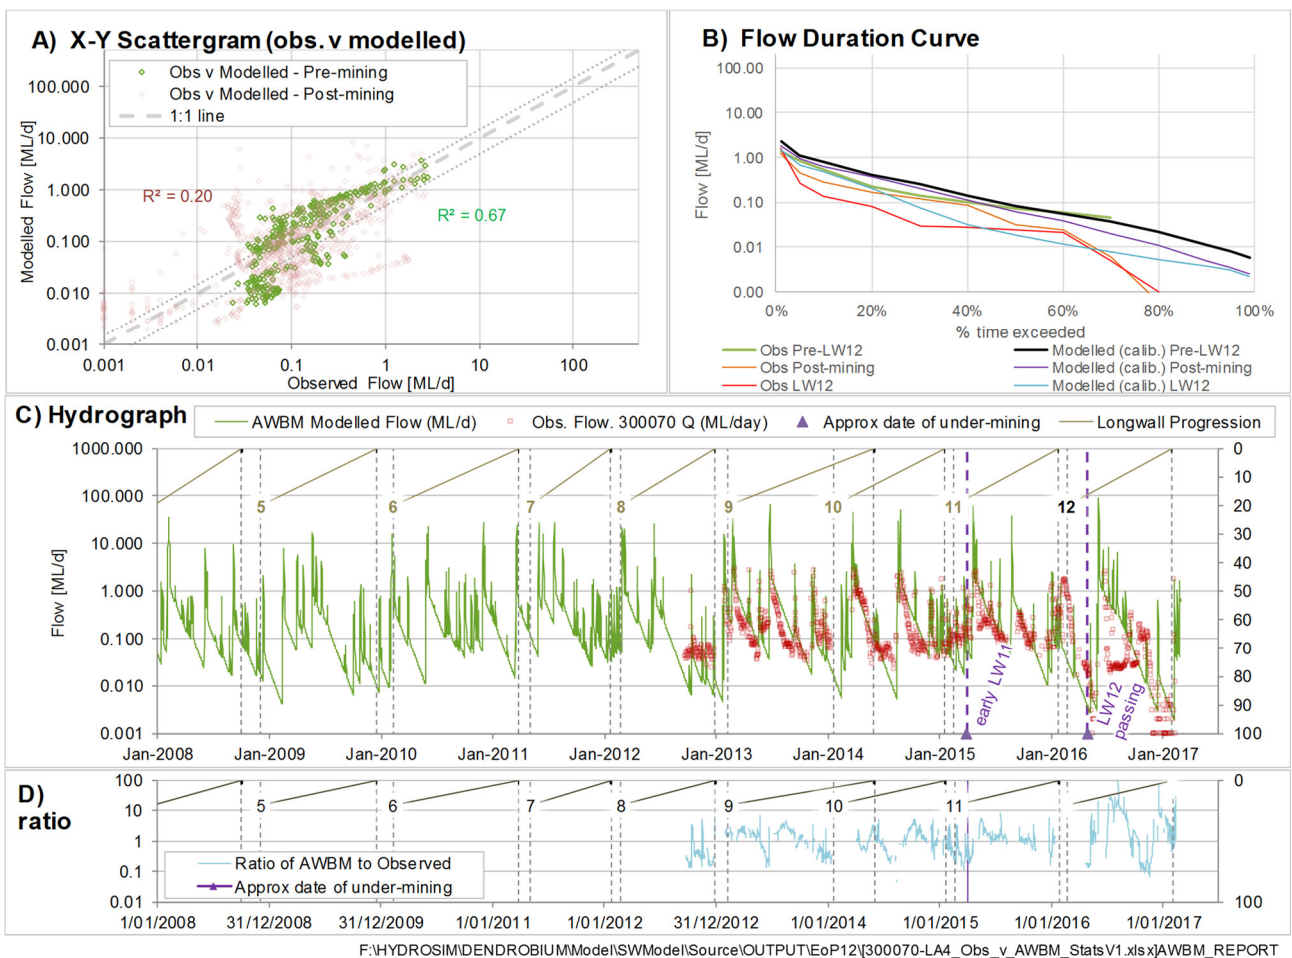 A) X-Y Scattergram (obs. v modelled)
Obs v Modelled - Pre-mining
Obs v Modelled - Post-mining
1:1 line
R² = 0.20
R² = 0.67
Modelled Flow [ML/d]
100.000
10.000
1.000
0.100
0.010
0.001
0.001 0.01 0.1 1 10 100
Observed Flow [ML/d]
B) Flow Duration Curve
Flow [ML/d]
100.00
10.00
1.00
0.10
0.01
0.00
0% 20% 40% 60% 80% 100%
% time exceeded
Obs Pre-LW12 Modelled (calib.) Pre-LW12
Obs Post-mining Modelled (calib.) Post-mining
Obs LW12 Modelled (calib.) LW12
C) Hydrograph
AWBM Modelled Flow (ML/d) Obs. Flow. 300070 Q (ML/day) Approx date of under-mining Longwall Progression
Flow [ML/d]
1000.000 0
100.000 10
10.000 20
1.000 30
0.100 40
0.010 50
0.001 60
70
80
90
100
5 6 7 8 9 10 11 12
early LW11
LW12 passing
Jan-2008 Jan-2009 Jan-2010 Jan-2011 Jan-2012 Jan-2013 Jan-2014 Jan-2015 Jan-2016 Jan-2017
D) ratio
100 0
10
1
0.1
0.01 100
5 6 7 8 9 10 11
Ratio of AWBM to Observed
Approx date of under-mining
1/01/2008 31/12/2008 31/12/2009 1/01/2011 1/01/2012 31/12/2012 1/01/2014 1/01/2015 1/01/2016 1/01/2017
F:\HYDROSIM\DENDROBIUM\Model\SWModel\Source\OUTPUT\EoP12\[300070-LA4_Obs_v_AWBM_StatsV1.xlsx]AWBM_REPORT